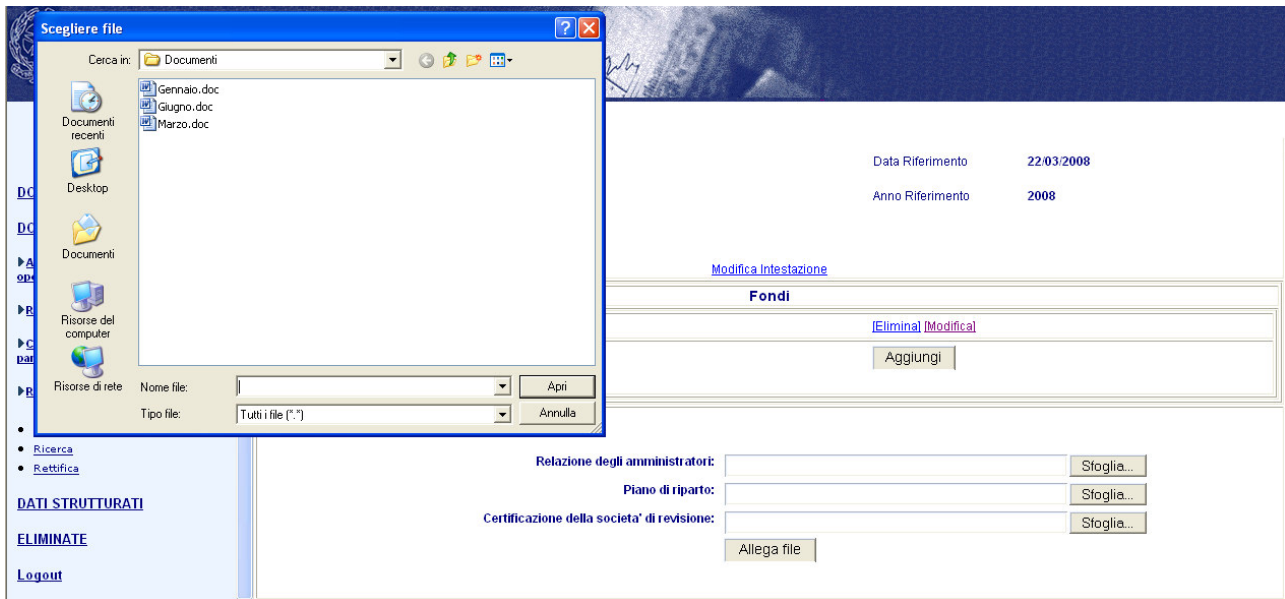 Scegliere file
Cerca in: Documenti
Gennaio.doc
Giugno.doc
Marzo.doc
Documenti
recenti
Desktop
Documenti
Risorse del
computer
Risorse di rete
Nome file: Apri
Tipo file: Tutti i file (*.*) Annulla
Data Riferimento 22/03/2008
Anno Riferimento 2008
Modifica Intestazione
Fondi
[Elimina] [Modifica]
Aggiungi
Ricerca
Rettifica
DATI STRUTTURATI
ELIMINATE
Logout
Relazione degli amministratori: Sfoglia...
Piano di riparto: Sfoglia...
Certificazione della societa' di revisione: Sfoglia...
Allega file